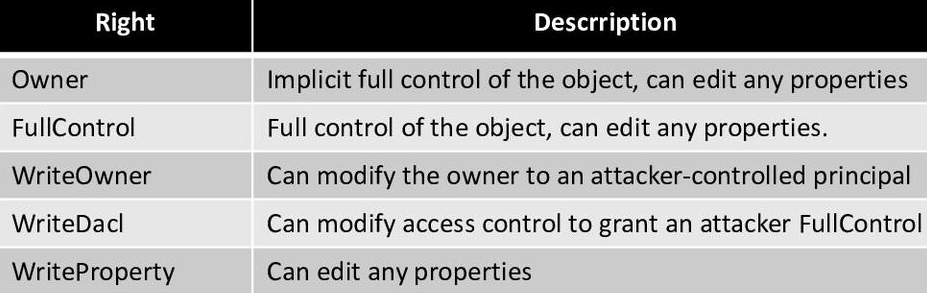 Right Descrription
Owner Implicit full control of the object, can edit any properties
FullControl Full control of the object, can edit any properties.
WriteOwner Can modify the owner to an attacker-controlled principal
WriteDacl Can modify access control to grant an attacker FullControl
WriteProperty Can edit any properties